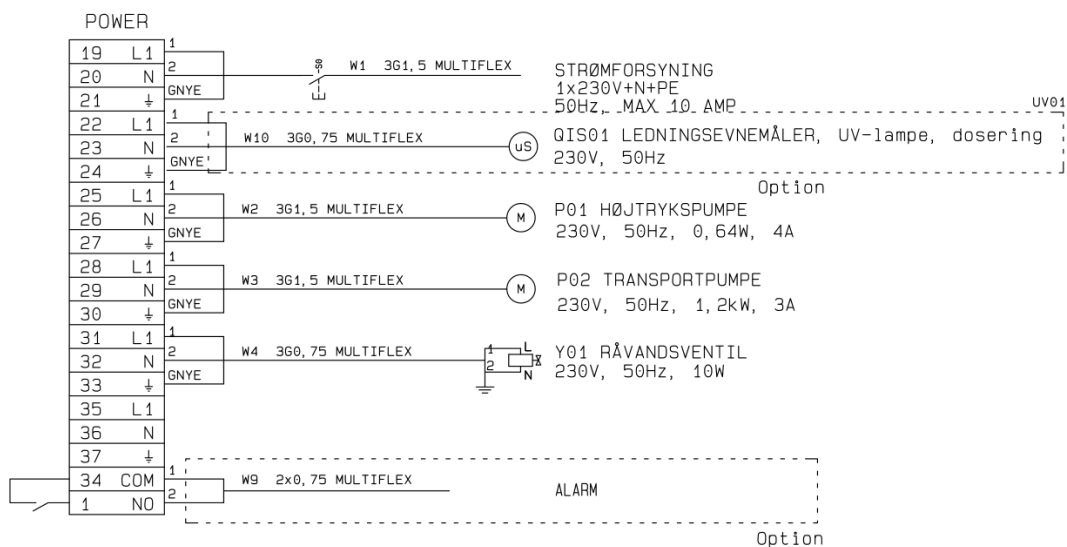 POWER
19 L1 1
20 N 2 -S0 W1 3G1,5 MULTIFLEX STRØMFORSYNING
21 GNYE 1x230V+N+PE
50Hz, MAX 10 AMP UV01
22 L1 1
23 N 2 W10 3G0,75 MULTIFLEX uS QIS01 LEDNINGSEVNEMÅLER, UV-lampe, dosering
24 GNYE 230V, 50Hz
Option
25 L1 1
26 N 2 W2 3G1,5 MULTIFLEX M P01 HØJTRYKSPUMPE
27 GNYE 230V, 50Hz, 0,64W, 4A
28 L1 1
29 N 2 W3 3G1,5 MULTIFLEX M P02 TRANSPORTPUMPE
30 GNYE 230V, 50Hz, 1,2kW, 3A
31 L1 1
32 N 2 W4 3G0,75 MULTIFLEX 1 L 2 N Y01 RÅVANDSVENTIL
33 GNYE 230V, 50Hz, 10W
35 L1
36 N
37
34 COM 1 W9 2x0,75 MULTIFLEX ALARM
1 NO 2
Option